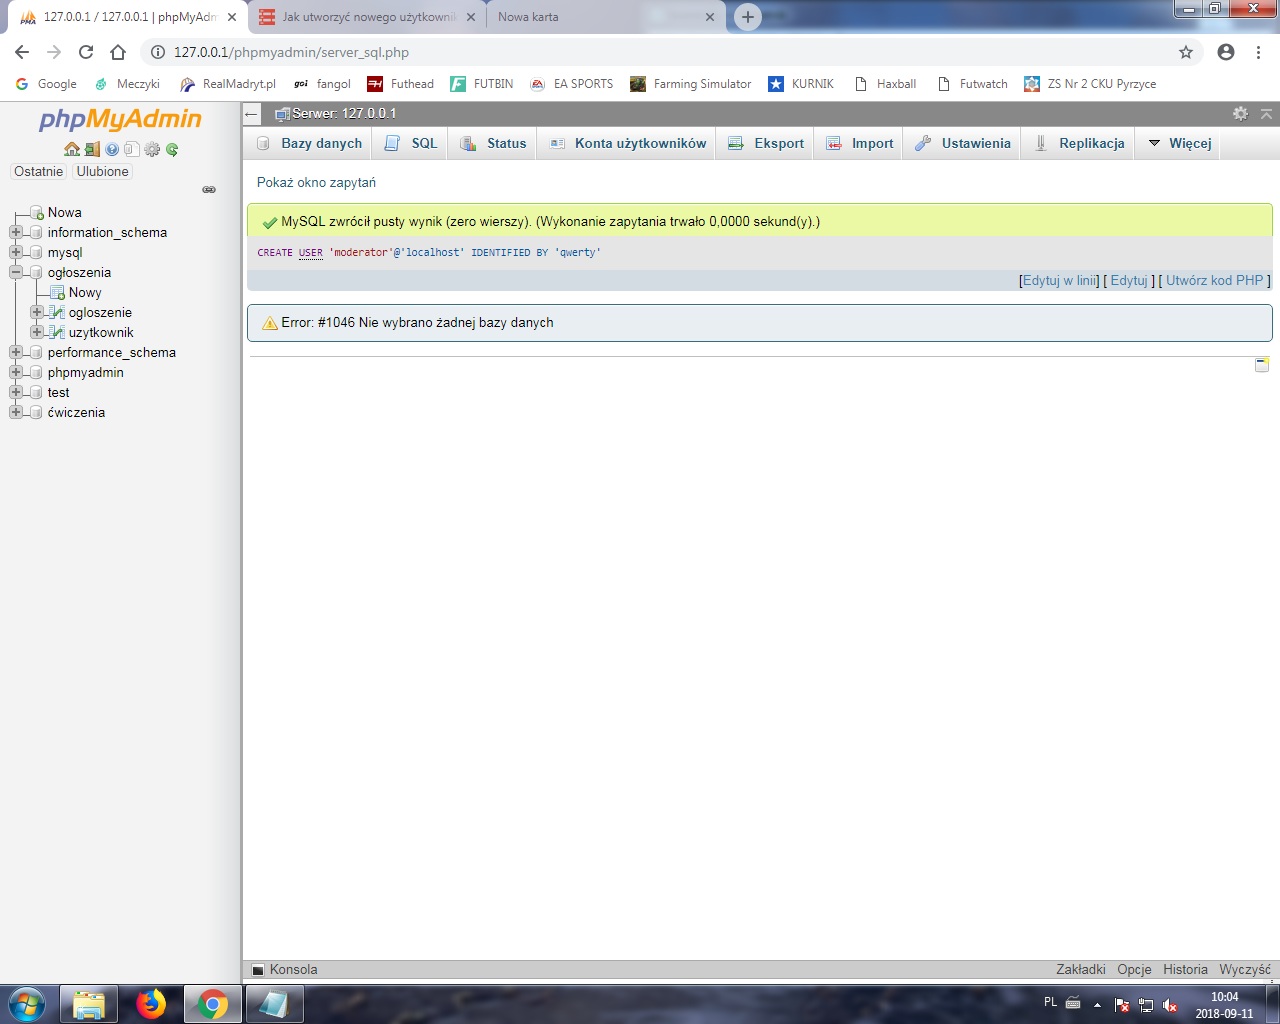 127.0.0.1 / 127.0.0.1 | phpMyAdm
Jak utworzyć nowego użytkownik
Nowa karta
127.0.0.1/phpmyadmin/server_sql.php
Google
Meczyki
RealMadryt.pl
goi fangol
Futhead
FUTBIN
EA SPORTS
Farming Simulator
KURNIK
Haxball
Futwatch
ZS Nr 2 CKU Pyrzyce
phpMyAdmin
Ostatnie
Ulubione
Nowa
information_schema
mysql
ogłoszenia
Nowy
ogloszenie
uzytkownik
performance_schema
phpmyadmin
test
ćwiczenia
Serwer: 127.0.0.1
Bazy danych
SQL
Status
Konta użytkowników
Eksport
Import
Ustawienia
Replikacja
Więcej
Pokaż okno zapytań
MySQL zwrócił pusty wynik (zero wierszy). (Wykonanie zapytania trwało 0,0000 sekund(y).)
CREATE USER 'moderator'@'localhost' IDENTIFIED BY 'qwerty'
[Edytuj w linii] [ Edytuj ] [ Utwórz kod PHP ]
Error: #1046 Nie wybrano żadnej bazy danych
Konsola
Zakładki
Opcje
Historia
Wyczyść
PL
10:04
2018-09-11